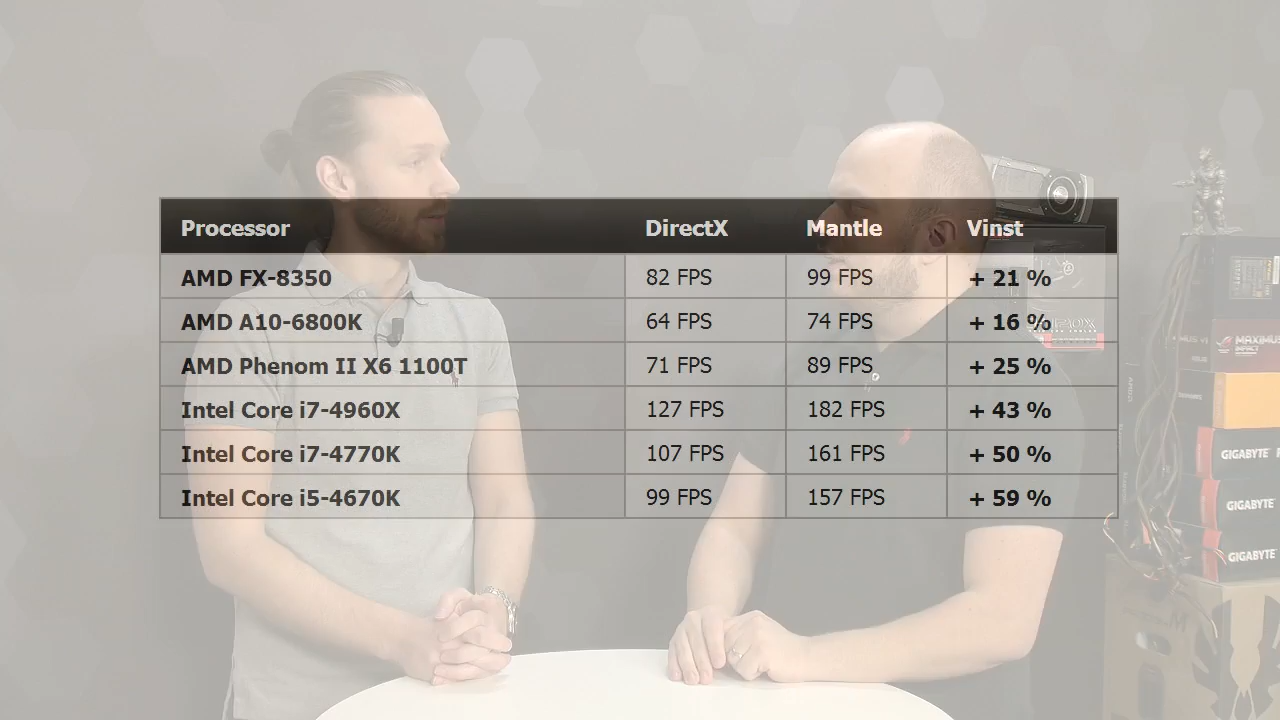 Processor DirectX Mantle Vinst
AMD FX-8350 82 FPS 99 FPS + 21 %
AMD A10-6800K 64 FPS 74 FPS + 16 %
AMD Phenom II X6 1100T 71 FPS 89 FPS + 25 %
Intel Core i7-4960X 127 FPS 182 FPS + 43 %
Intel Core i7-4770K 107 FPS 161 FPS + 50 %
Intel Core i5-4670K 99 FPS 157 FPS + 59 %
MAXIMUS
GIGABYTE
GIGABYTE
GIGABYTE